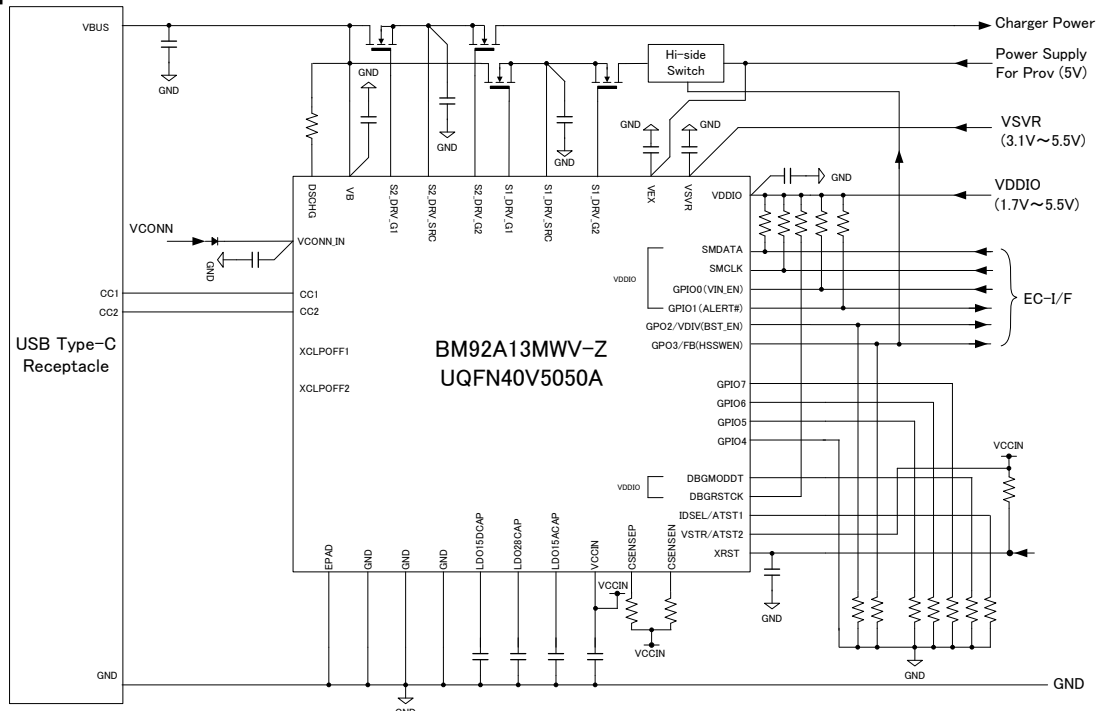 VBUS
Charger Power
Hi-side
Switch
Power Supply
For Prov (5V)
GND
GND
GND
GND
GND
GND
VSVR
(3.1V～5.5V)
GND
VDDIO
(1.7V～5.5V)
DSCHG
VB
S2_DRV_G1
S2_DRV_SRC
S2_DRV_G2
S1_DRV_G1
S1_DRV_SRC
S1_DRV_G2
VEX
VSVR
VDDIO
VCONN
VCONN_IN
GND
SMDATA
SMCLK
VDDIO
GPIO0(VIN_EN)
GPIO1(ALERT#)
GPO2/VDIV(BST_EN)
GPO3/FB(HSSWEN)
EC-I/F
CC1
CC1
CC2
CC2
USB Type-C
Receptacle
XCLPOFF1
XCLPOFF2
BM92A13MWV-Z
UQFN40V5050A
GPIO7
GPIO6
GPIO5
GPIO4
VCCIN
VDDIO
DBGMODDT
DBGRSTCK
IDSEL/ATST1
VSTR/ATST2
XRST
EPAD
GND
GND
GND
LDO15DCAP
LDO28CAP
LDO15ACAP
VCCIN
CSENSEP
CSENSEN
VCCIN
VCCIN
GND
GND
GND
GND
GND